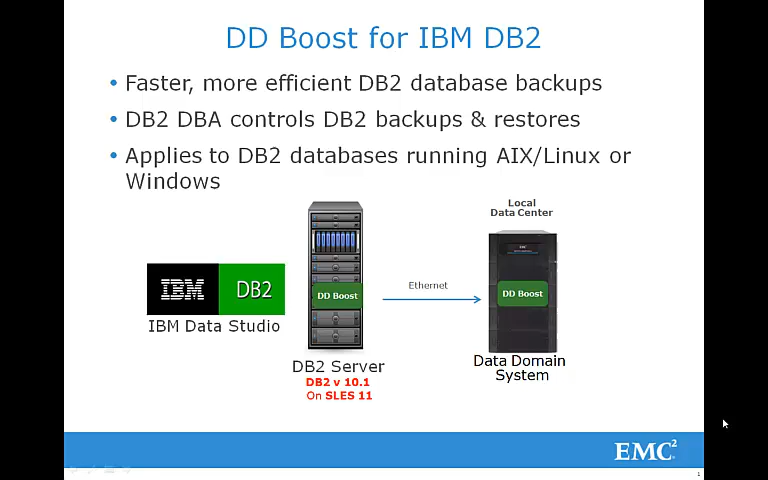 DD Boost for IBM DB2
• Faster, more efficient DB2 database backups
• DB2 DBA controls DB2 backups & restores
• Applies to DB2 databases running AIX/Linux or
Windows
Local
Data Center
EMC
IBM DB2
DD Boost
Ethernet
DD Boost
IBM Data Studio
DB2 Server
DB2 v 10.1
On SLES 11
Data Domain
System
EMC²
1